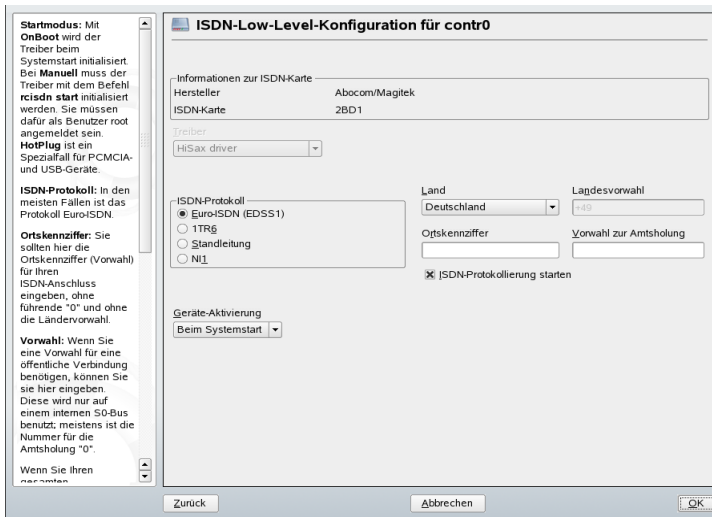 Startmodus: Mit
OnBoot wird der
Treiber beim
Systemstart initialisiert.
Bei Manuell muss der
Treiber mit dem Befehl
rcisdn start initialisiert
werden. Sie müssen
dafür als Benutzer root
angemeldet sein.
HotPlug ist ein
Spezialfall für PCMCIA-
und USB-Geräte.
ISDN-Protokoll: In den
meisten Fällen ist das
Protokoll Euro-ISDN.
Ortskennziffer: Sie
sollten hier die
Ortskennziffer (Vorwahl)
für Ihren
ISDN-Anschluss
eingeben, ohne
führende "0" und ohne
die Ländervorwahl.
Vorwahl: Wenn Sie
eine Vorwahl für eine
öffentliche Verbindung
benötigen, können Sie
sie hier eingeben.
Diese wird nur auf
einem internen S0-Bus
benutzt; meistens ist die
Nummer für die
Amtsholung "0".
Wenn Sie Ihren
gesamten
ISDN-Low-Level-Konfiguration für contr0
Informationen zur ISDN-Karte
Hersteller Abocom/Magitek
ISDN-Karte 2BD1
Treiber
HiSax driver
ISDN-Protokoll
Euro-ISDN (EDSS1)
1TR6
Standleitung
NI1
Land Landesvorwahl
Deutschland +49
Ortskennziffer Vorwahl zur Amtsholung
ISDN-Protokollierung starten
Geräte-Aktivierung
Beim Systemstart
Zurück Abbrechen OK